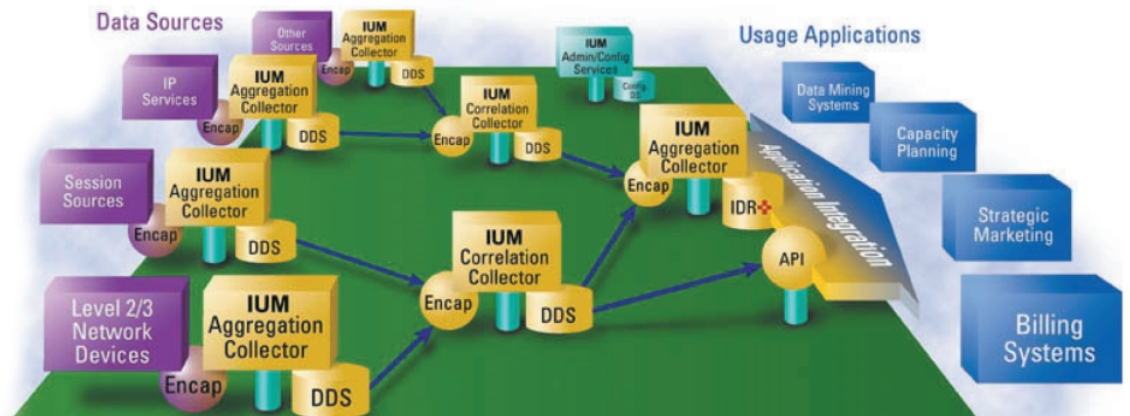 Data Sources
Usage Applications
Other
Sources
Encap
IUM
Aggregation
Collector
DDS
IUM
Admin/Config
Services
Config.
DS
IP
Services
Encap
IUM
Aggregation
Collector
DDS
Encap
IUM
Correlation
Collector
DDS
Data Mining
Systems
Capacity
Planning
Encap
IUM
Aggregation
Collector
IDR
Application Integration
Session
Sources
Encap
IUM
Aggregation
Collector
DDS
Strategic
Marketing
Encap
IUM
Correlation
Collector
DDS
API
Level 2/3
Network
Devices
Encap
IUM
Aggregation
Collector
DDS
Billing
Systems